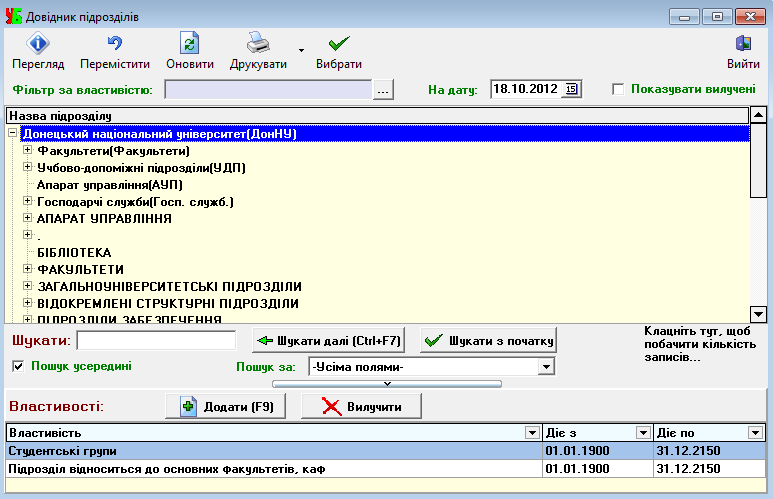 Довідник підрозділів
Перегляд Перемістити Оновити Друкувати Вибрати Вийти
Фільтр за властивістю: ... На дату: 18.10.2012 15 Показувати вилучені
Назва підрозділу
Донецький національний університет(ДонНУ)
Факультети(Факультети)
Учбово-допоміжні підрозділи(УДП)
Апарат управління(АУП)
Господарчі служби(Госп. служб.)
АПАРАТ УПРАВЛІННЯ
.
БІБЛІОТЕКА
ФАКУЛЬТЕТИ
ЗАГАЛЬНОУНІВЕРСИТЕТСЬКІ ПІДРОЗДІЛИ
ВІДОКРЕМЛЕНІ СТРУКТУРНІ ПІДРОЗДІЛИ
ПІДРОЗДІЛИ ЗАБЕЗПЕЧЕННЯ
Шукати: Шукати далі (Ctrl+F7) Шукати з початку
Клацніть тут, щоб
побачити кількість
записів...
Пошук усередині Пошук за: -Усіма полями-
Властивості: Додати (F9) Вилучити
Властивість Діє з Діє по
Студентські групи 01.01.1900 31.12.2150
Підрозділ відноситься до основних факультетів, каф 01.01.1900 31.12.2150